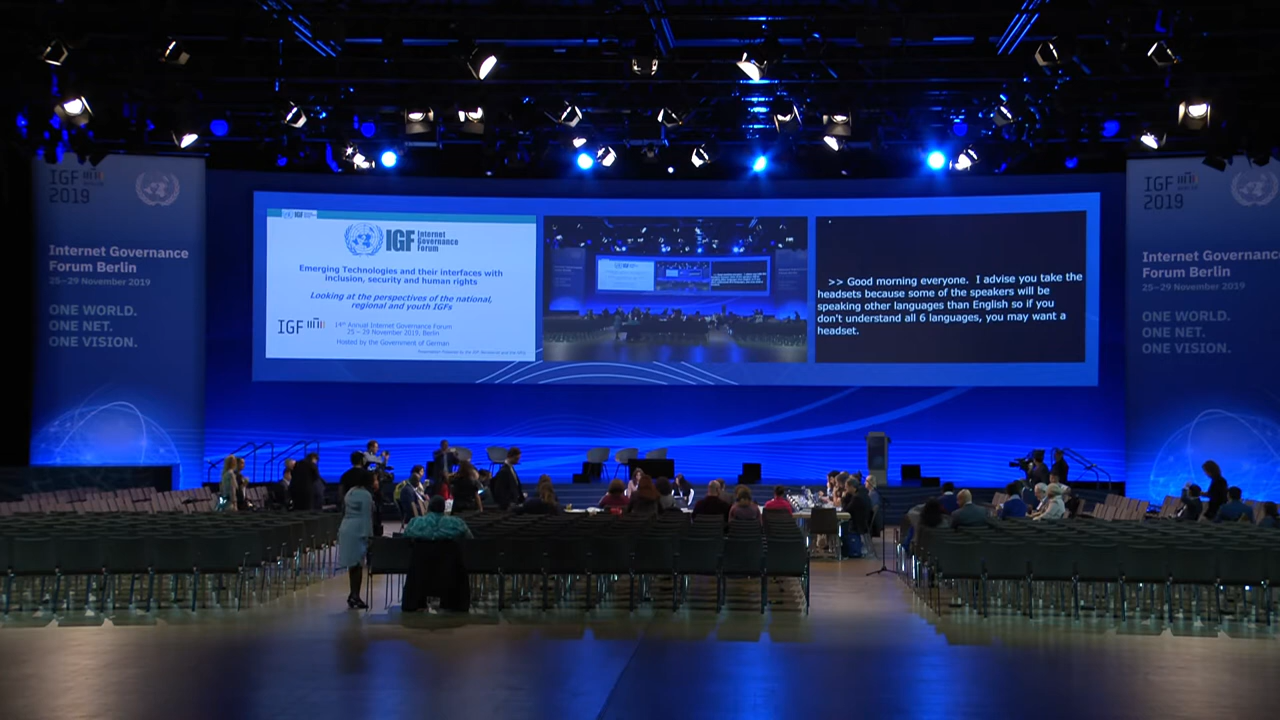 IGF
2019
Internet Governance
Forum Berlin
25–29 November 2019
ONE WORLD.
ONE NET.
ONE VISION.
IGF
IGF Internet
Governance
Forum
Emerging Technologies and their interfaces with
inclusion, security and human rights
Looking at the perspectives of the national,
regional and youth IGFs
IGF
14th Annual Internet Governance Forum
25 – 29 November 2019, Berlin
Hosted by the Government of German
>> Good morning everyone. I advise you take the
headsets because some of the speakers will be
speaking other languages than English so if you
don't understand all 6 languages, you may want a
headset.
IGF
2019
Internet Governance
Forum Berlin
25–29 November 2019
ONE WORLD.
ONE NET.
ONE VISION.